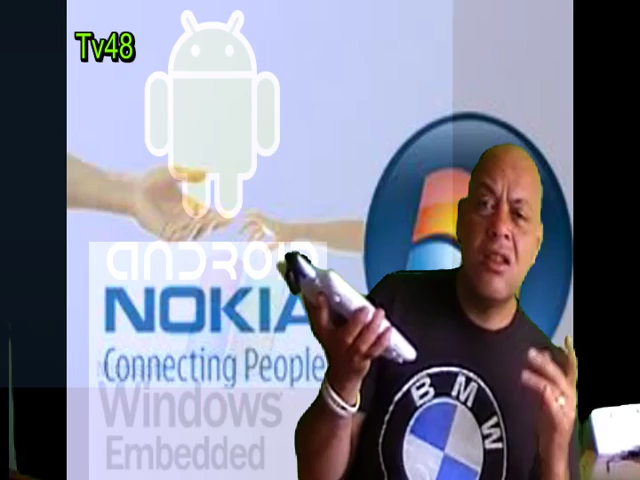 Tv48
ANDROID
NOKIA
Connecting People
Windows
Embedded
BMW